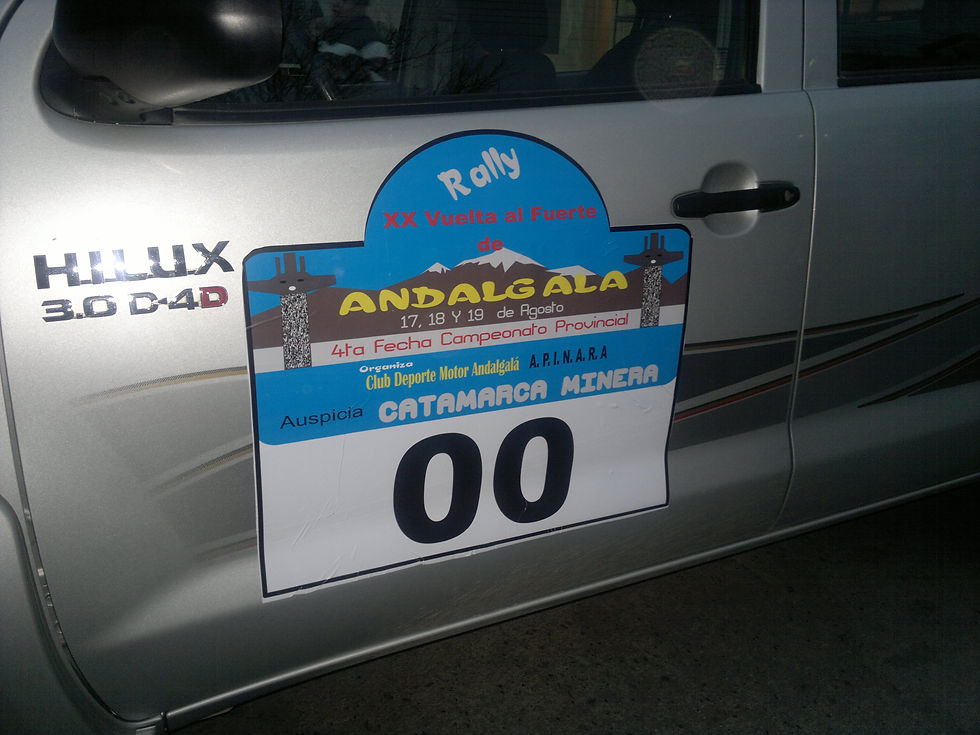 HILUX
3.0 D-4D
Rally
XX Vuelta al Fuerte
de
ANDALGALA
17, 18 Y 19 de Agosto
4ta Fecha Campeonato Provincial
Organiza
Club Deporte Motor Andalgalá A.P.I.N.A.R.A
Auspicia CATAMARCA MINERA
00